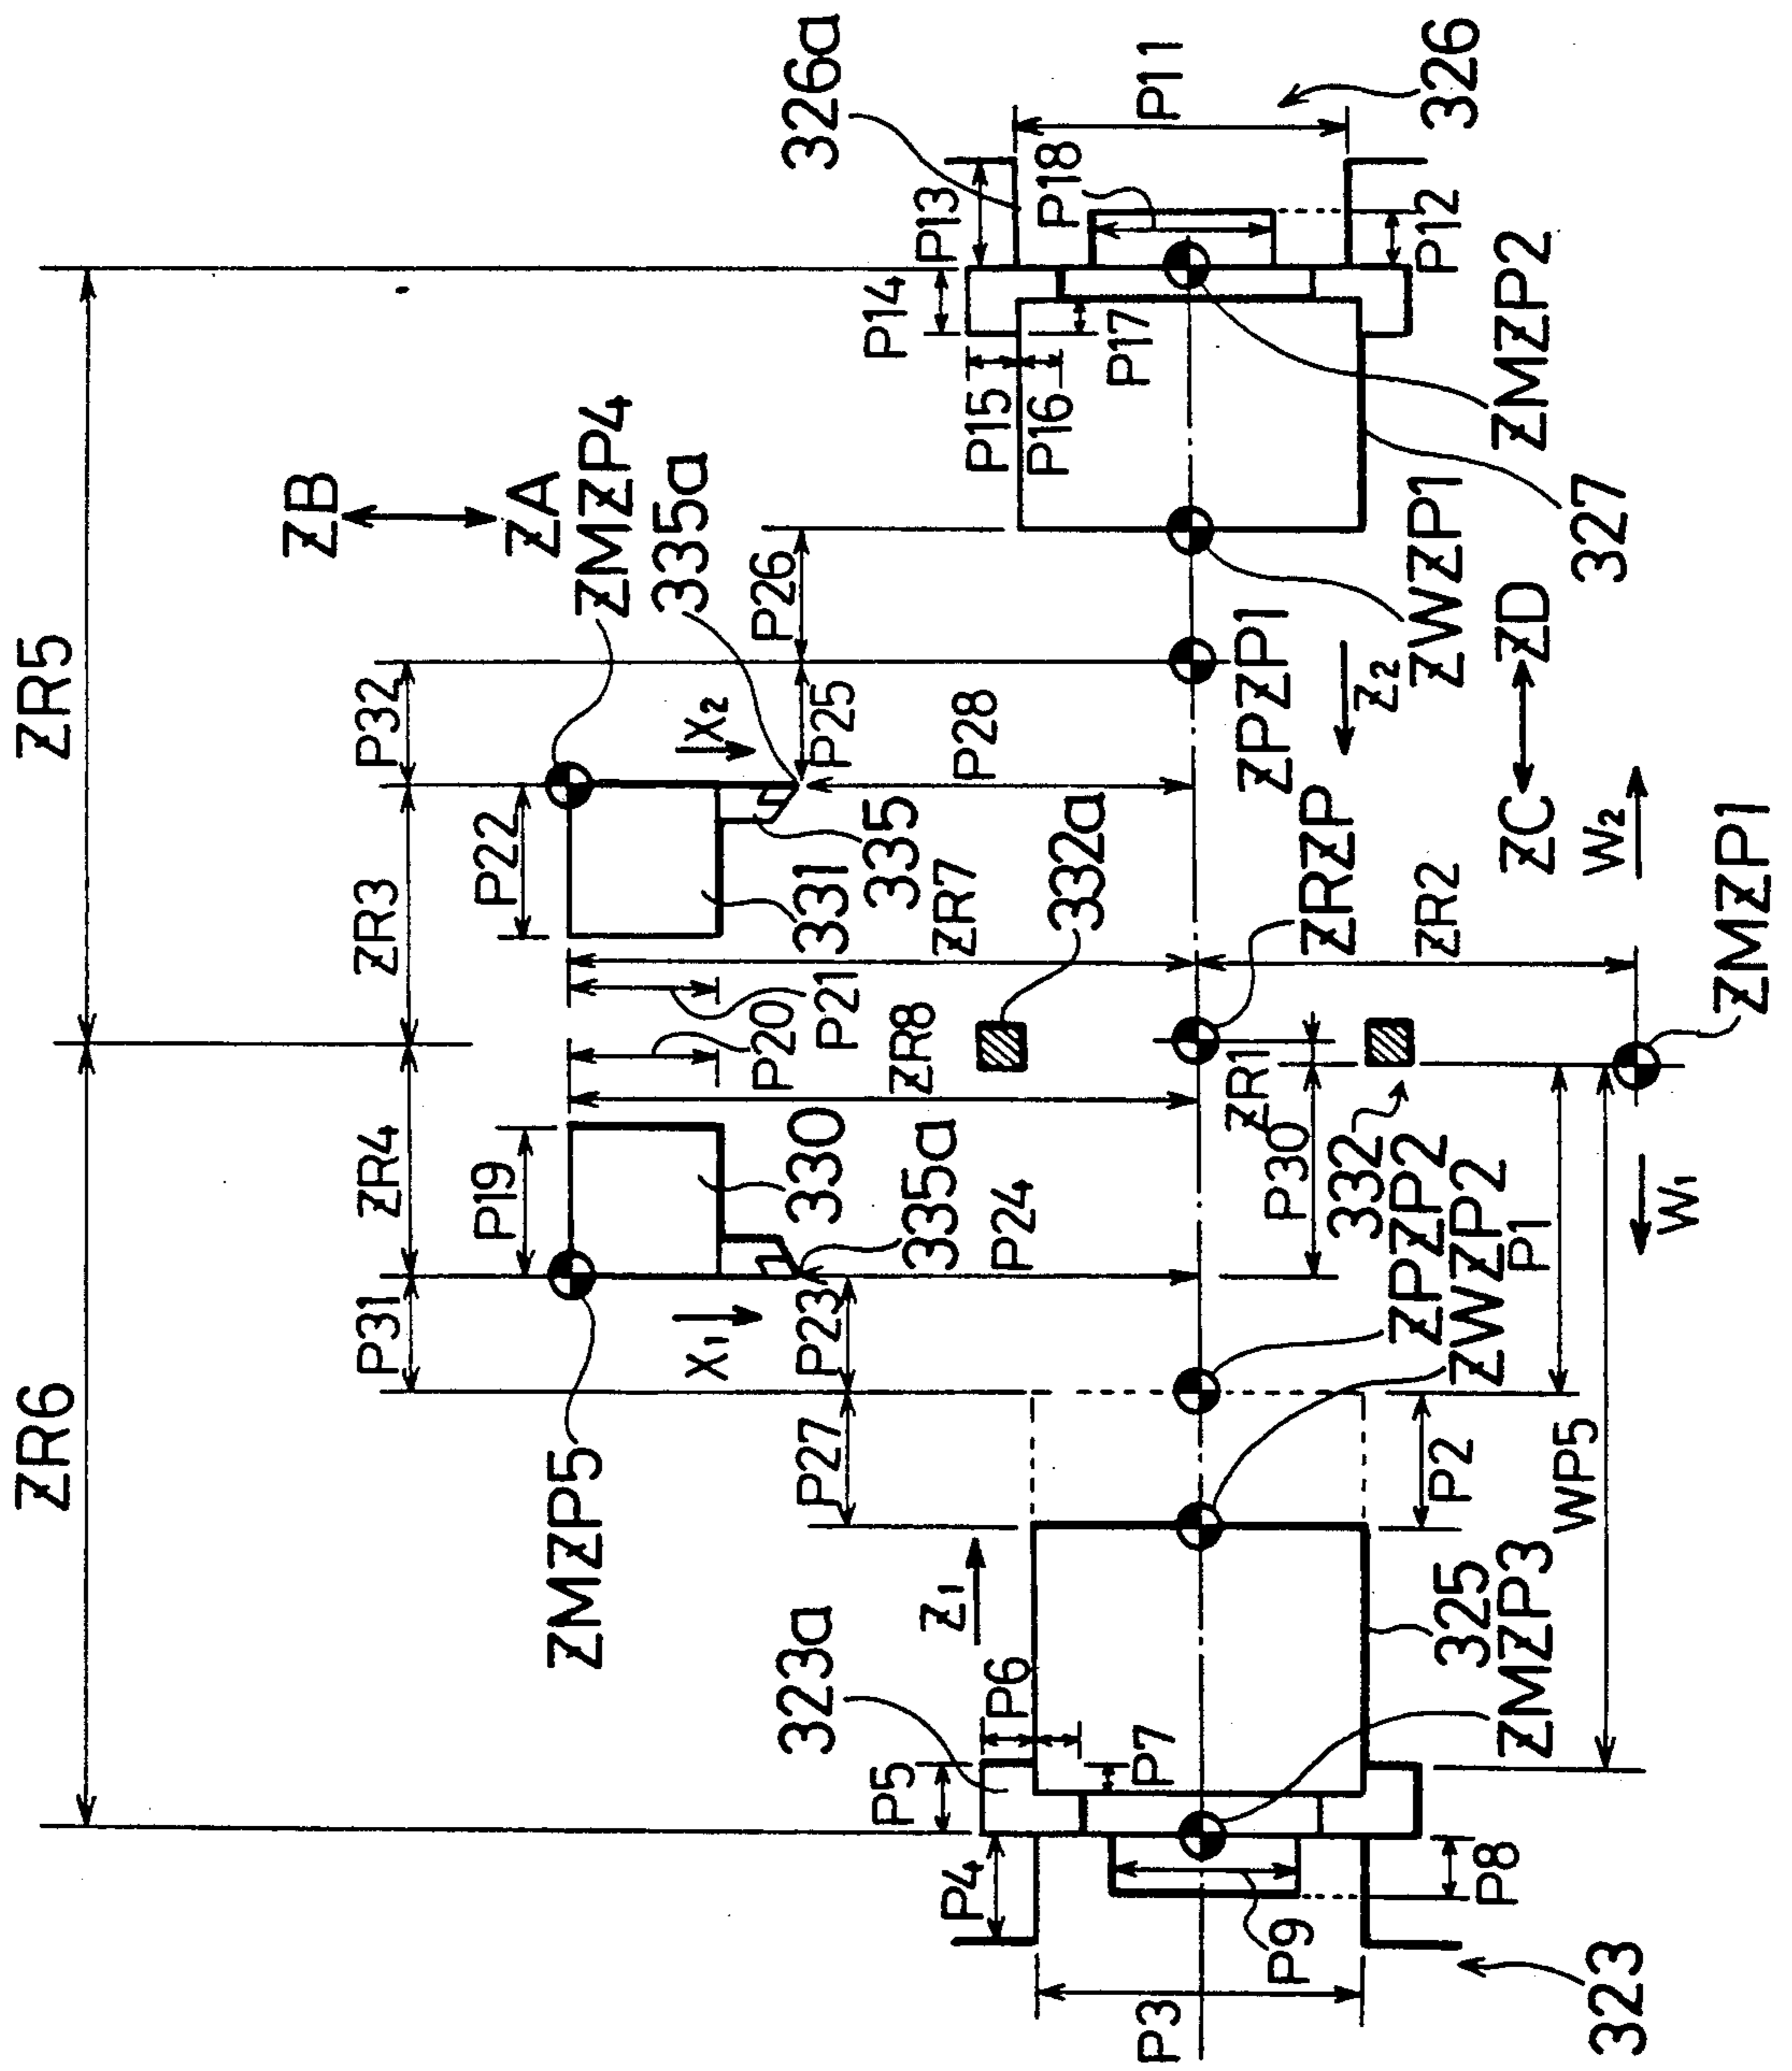 ZR6
ZR5
P31
ZR4
ZR3
P32
ZB
ZA
P19
P22
ZMZP4
ZMZP5
335a
X1
X2
P20
P21
330
331
335
P27
P23
P25
P26
323a
326a
335a
ZR8
ZR7
P24
P28
332a
P5
P4
P6
Z1
P14
P13
P15
P16
P17
P18
P7
P3
P9
P11
ZR1
P30
ZRZP
ZPZP1
Z2
332
ZPZP2
ZWZP2
ZWZP1
ZR2
P2
P8
P12
P1
325
ZMZP3
ZC
ZD
ZMZP2
326
WP5
W1
W2
327
323
ZMZP1